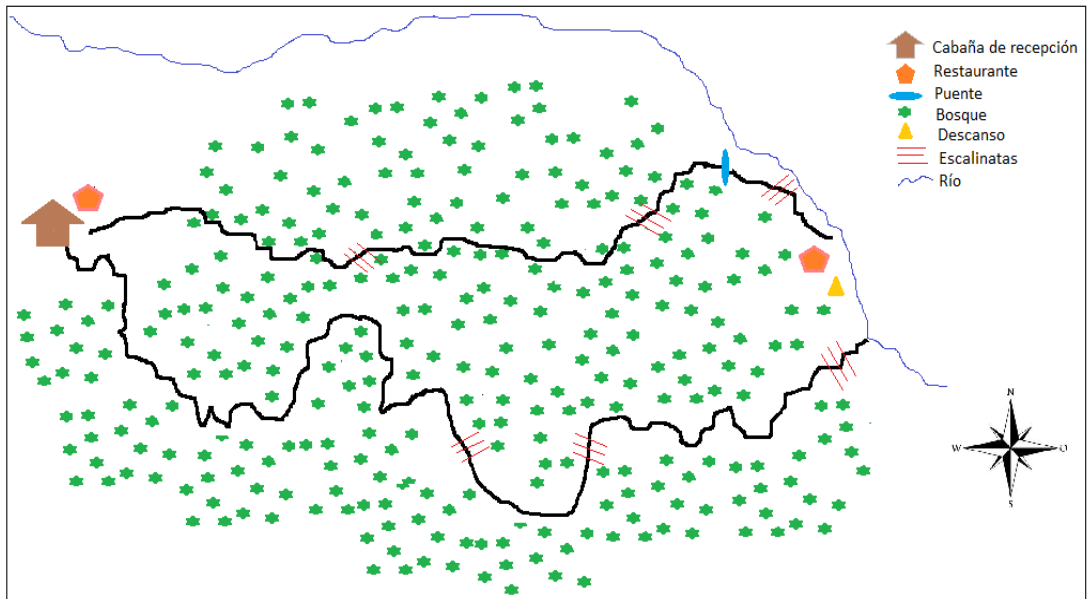 Cabaña de recepción
Restaurante
Puente
Bosque
Descanso
Escalinatas
Río
N
W
O
S